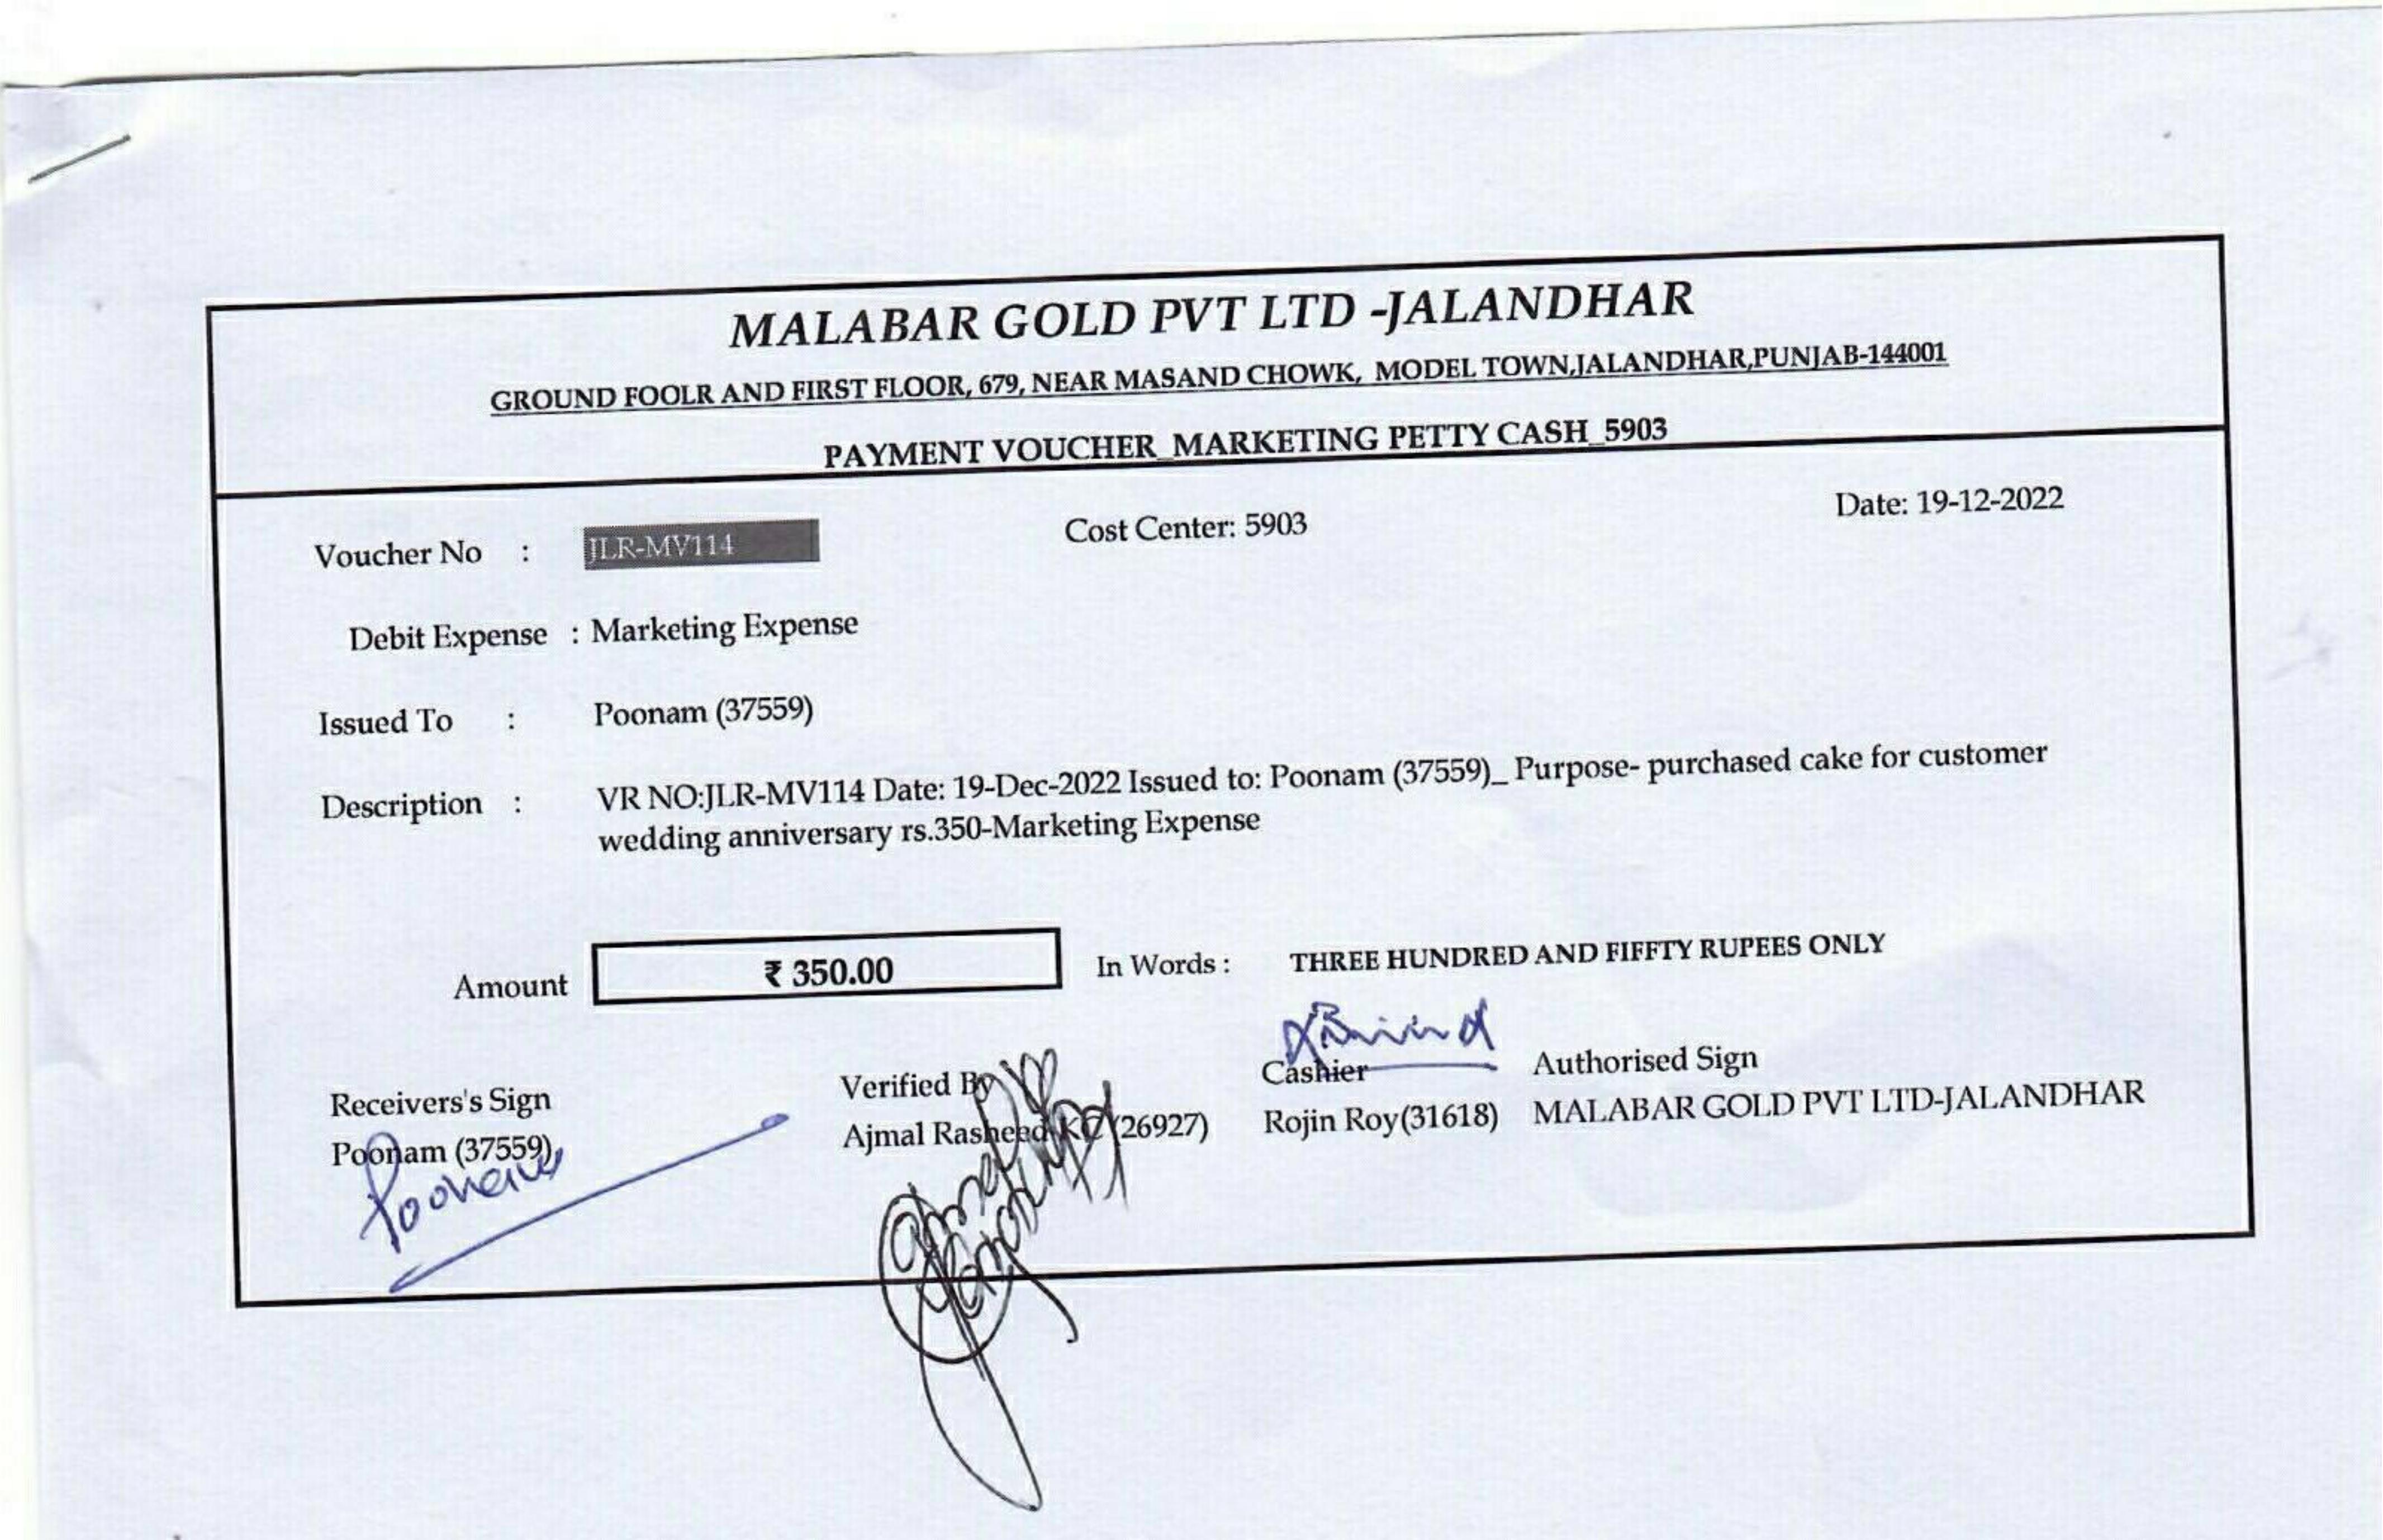 MALABAR GOLD PVT LTD -JALANDHAR
GROUND FOOLR AND FIRST FLOOR, 679, NEAR MASAND CHOWK, MODEL TOWN,JALANDHAR,PUNJAB-144001
PAYMENT VOUCHER_MARKETING PETTY CASH_5903
Voucher No : JLR-MV114 Cost Center: 5903 Date: 19-12-2022
Debit Expense : Marketing Expense
Issued To : Poonam (37559)
Description : VR NO:JLR-MV114 Date: 19-Dec-2022 Issued to: Poonam (37559)_ Purpose- purchased cake for customer
wedding anniversary rs.350-Marketing Expense
Amount ₹ 350.00 In Words : THREE HUNDRED AND FIFFTY RUPEES ONLY
Receivers's Sign Verified By Cashier Authorised Sign
Poonam (37559) Ajmal Rasheed KC (26927) Rojin Roy(31618) MALABAR GOLD PVT LTD-JALANDHAR
Poonam